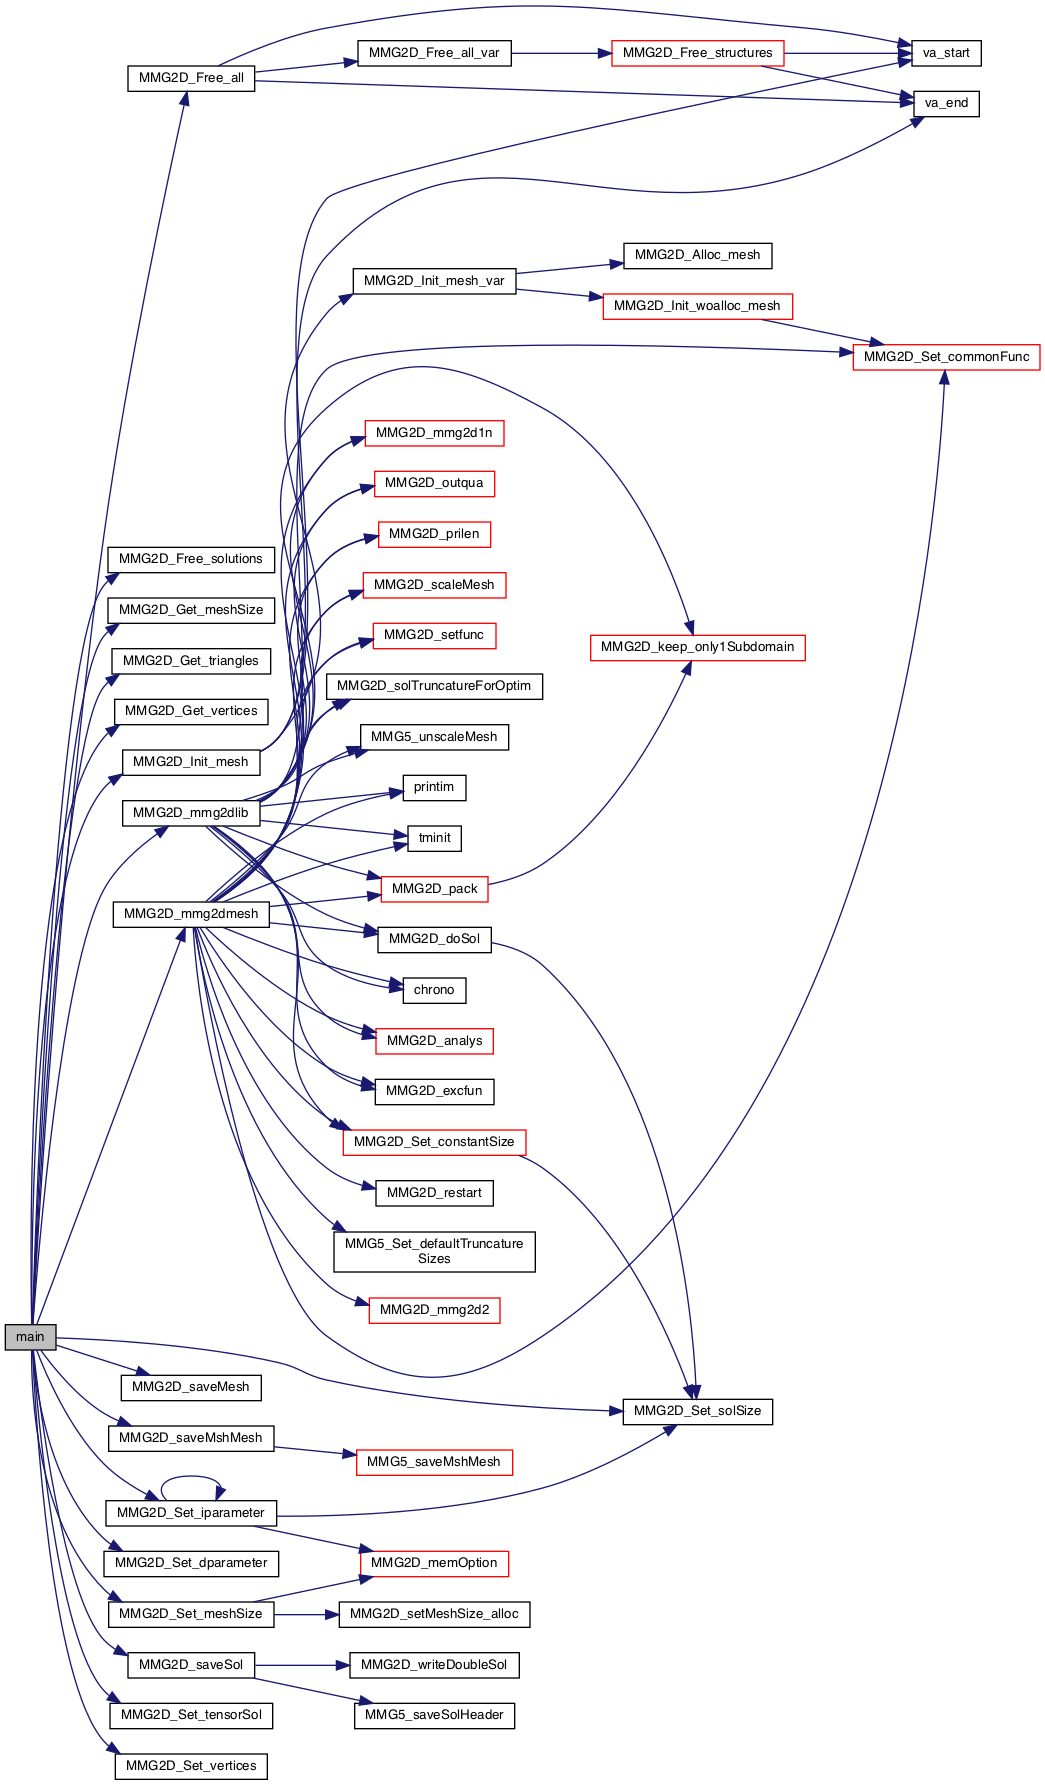 MMG2D_Free_all
MMG2D_Free_all_var
MMG2D_Free_structures
va_start
va_end
MMG2D_Init_mesh_var
MMG2D_Alloc_mesh
MMG2D_Init_woalloc_mesh
MMG2D_Set_commonFunc
MMG2D_mmg2d1n
MMG2D_outqua
MMG2D_prilen
MMG2D_Free_solutions
MMG2D_scaleMesh
MMG2D_Get_meshSize
MMG2D_setfunc
MMG2D_keep_only1Subdomain
MMG2D_Get_triangles
MMG2D_solTruncatureForOptim
MMG2D_Get_vertices
MMG5_unscaleMesh
MMG2D_Init_mesh
printim
MMG2D_mmg2dlib
tminit
MMG2D_pack
MMG2D_mmg2dmesh
MMG2D_doSol
chrono
MMG2D_analys
MMG2D_excfun
MMG2D_Set_constantSize
MMG2D_restart
MMG5_Set_defaultTruncature
Sizes
MMG2D_mmg2d2
main
MMG2D_saveMesh
MMG2D_Set_solSize
MMG2D_saveMshMesh
MMG5_saveMshMesh
MMG2D_Set_iparameter
MMG2D_Set_dparameter
MMG2D_memOption
MMG2D_Set_meshSize
MMG2D_setMeshSize_alloc
MMG2D_saveSol
MMG2D_writeDoubleSol
MMG2D_Set_tensorSol
MMG5_saveSolHeader
MMG2D_Set_vertices